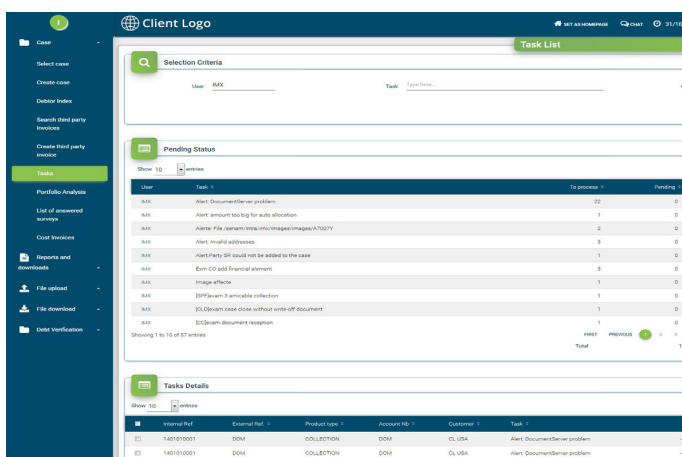 Client Logo
SET AS HOMEPAGE CHAT 31/10
Task List
Case
Select case
Create case
Debtor Index
Search third party
invoices
Create third party
invoice
Tasks
Portfolio Analysis
List of answered
surveys
Cost Invoices
Reports and
downloads
File upload
File download
Debt Verification
Selection Criteria
User IMX Task Type here...
Pending Status
Show 10 entries
User Task To process Pending
IMX Alert: DocumentServer problem 22 0
IMX Alert: amount too big for auto allocation 1 0
IMX Alerte: File /eenam/intra/imx/images/images/A7007Y 2 0
IMX Alert: Invalid addresses 3 0
IMX Alert:Party SR could not be added to the case 1 0
IMX Exm CO add financial element 3 0
IMX Image affecte 1 0
IMX [SPF]exam 3 amicable collection 1 0
IMX [CLO]exam case close without write-off document 1 0
IMX [CC]exam document reception 1 0
Showing 1 to 10 of 57 entries FIRST PREVIOUS 1 2 3
Total 1
Tasks Details
Show 10 entries
Internal Ref. External Ref. Product type Account Nb Customer Task
1401010001 DOM COLLECTION DOM CL USA Alert: DocumentServer problem
1401010001 DOM COLLECTION DOM CL USA Alert: DocumentServer problem